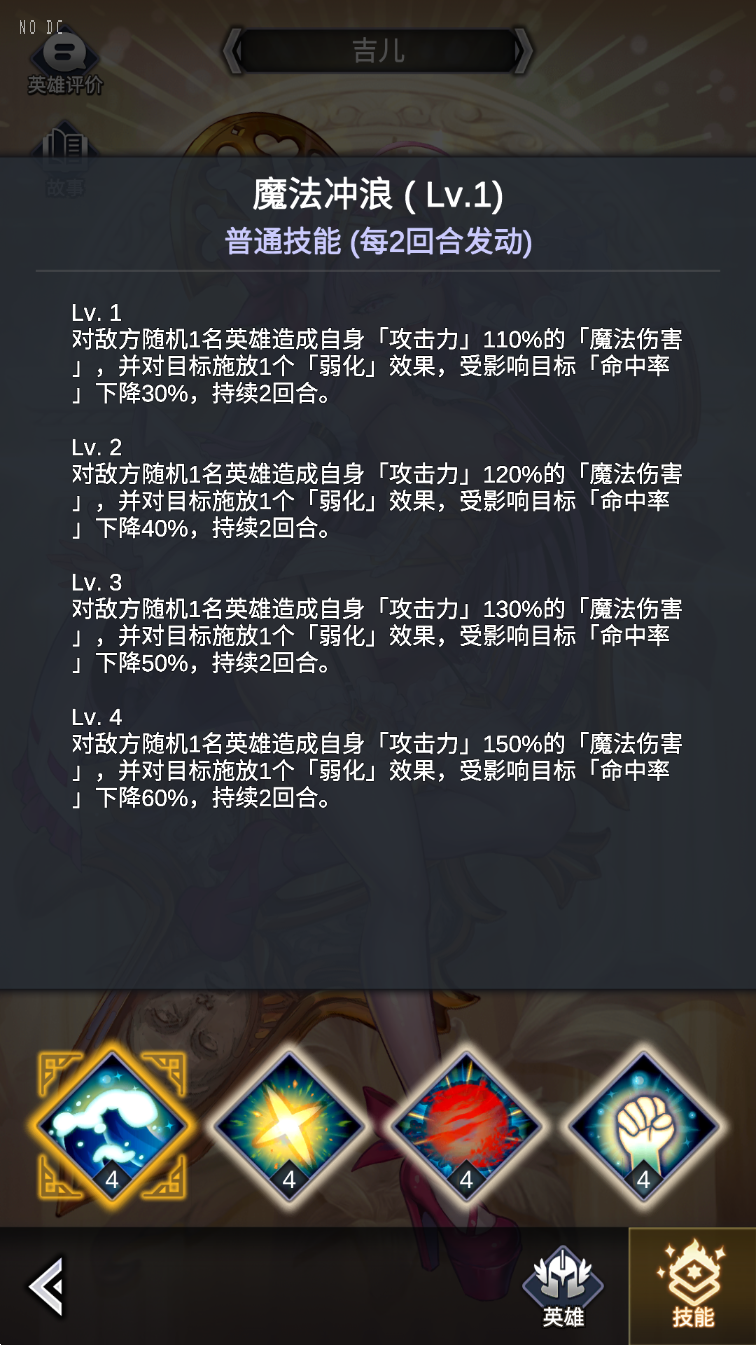 NO DC
吉儿
英雄评价
故事
魔法冲浪 ( Lv.1)
普通技能 (每2回合发动)
Lv. 1
对敌方随机1名英雄造成自身「攻击力」110%的「魔法伤害
」，并对目标施放1个「弱化」效果，受影响目标「命中率
」下降30%，持续2回合。
Lv. 2
对敌方随机1名英雄造成自身「攻击力」120%的「魔法伤害
」，并对目标施放1个「弱化」效果，受影响目标「命中率
」下降40%，持续2回合。
Lv. 3
对敌方随机1名英雄造成自身「攻击力」130%的「魔法伤害
」，并对目标施放1个「弱化」效果，受影响目标「命中率
」下降50%，持续2回合。
Lv. 4
对敌方随机1名英雄造成自身「攻击力」150%的「魔法伤害
」，并对目标施放1个「弱化」效果，受影响目标「命中率
」下降60%，持续2回合。
4 4 4 4
英雄 技能